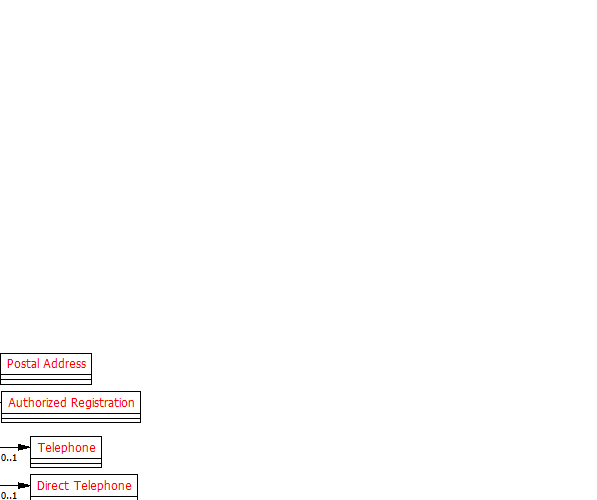 Postal Address
Authorized Registration
Telephone
0..1
Direct Telephone
0..1